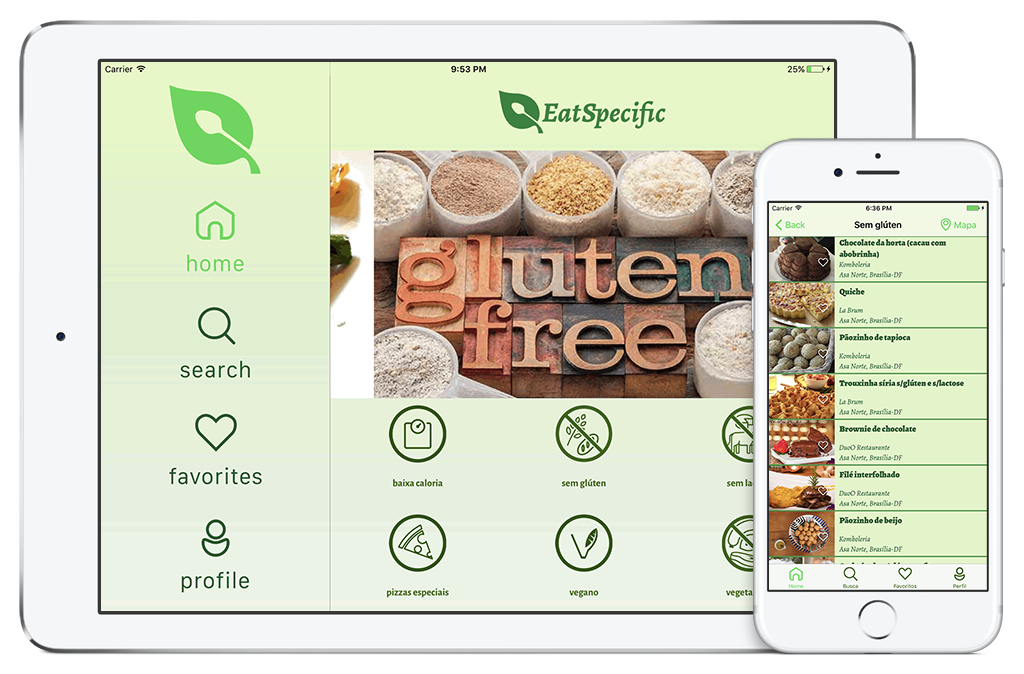 Carrier
9:53 PM
25%
home
search
favorites
profile
EatSpecific
gluten
free
baixa caloria
sem glúten
sem la
pizzas especiais
vegano
vegeta
Carrier
6:36 PM
Back
Sem glúten
Mapa
Chocolate da horta (cacau com
abobrinha)
Komboleria
Asa Norte, Brasília-DF
Quiche
La Brum
Asa Norte, Brasília-DF
Pãozinho de tapioca
Komboleria
Asa Norte, Brasília-DF
Trouxinha síria s/glúten e s/lactose
La Brum
Asa Norte, Brasília-DF
Brownie de chocolate
DuoO Restaurante
Asa Norte, Brasília-DF
Filé interfolhado
DuoO Restaurante
Asa Norte, Brasília-DF
Pãozinho de beijo
Komboleria
Asa Norte, Brasília-DF
Home
Busca
Favoritos
Perfil